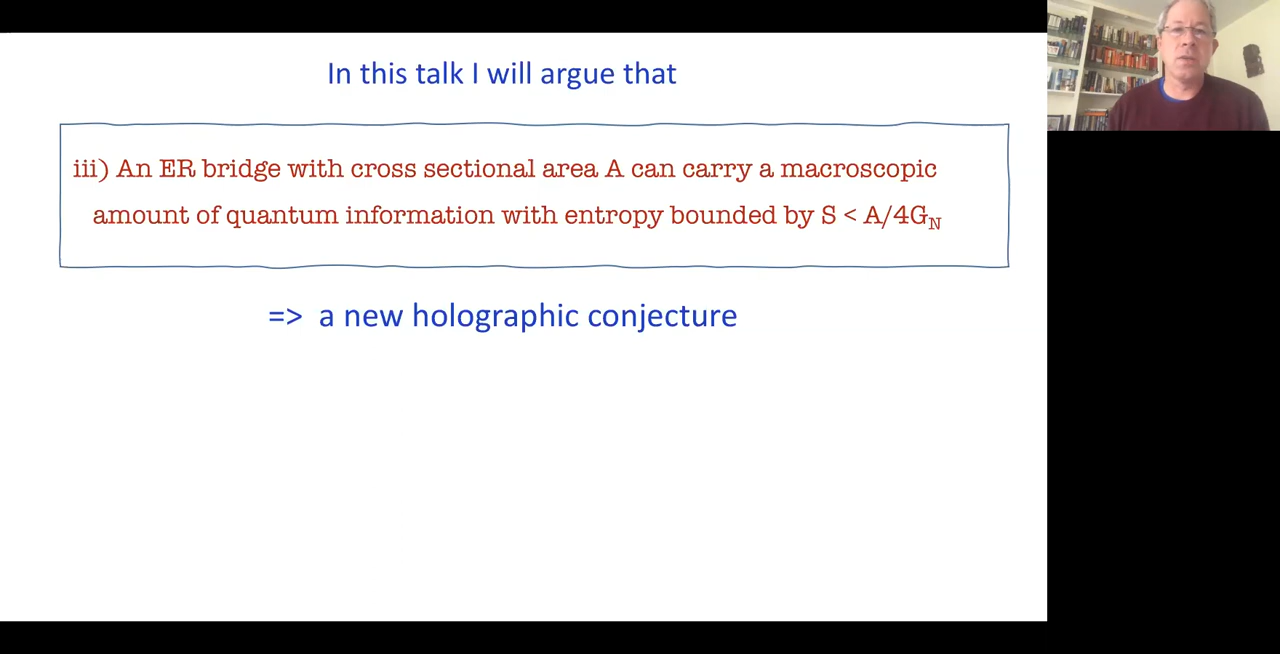 In this talk I will argue that
iii) An ER bridge with cross sectional area A can carry a macroscopic
amount of quantum information with entropy bounded by S < A/4G_N
=> a new holographic conjecture